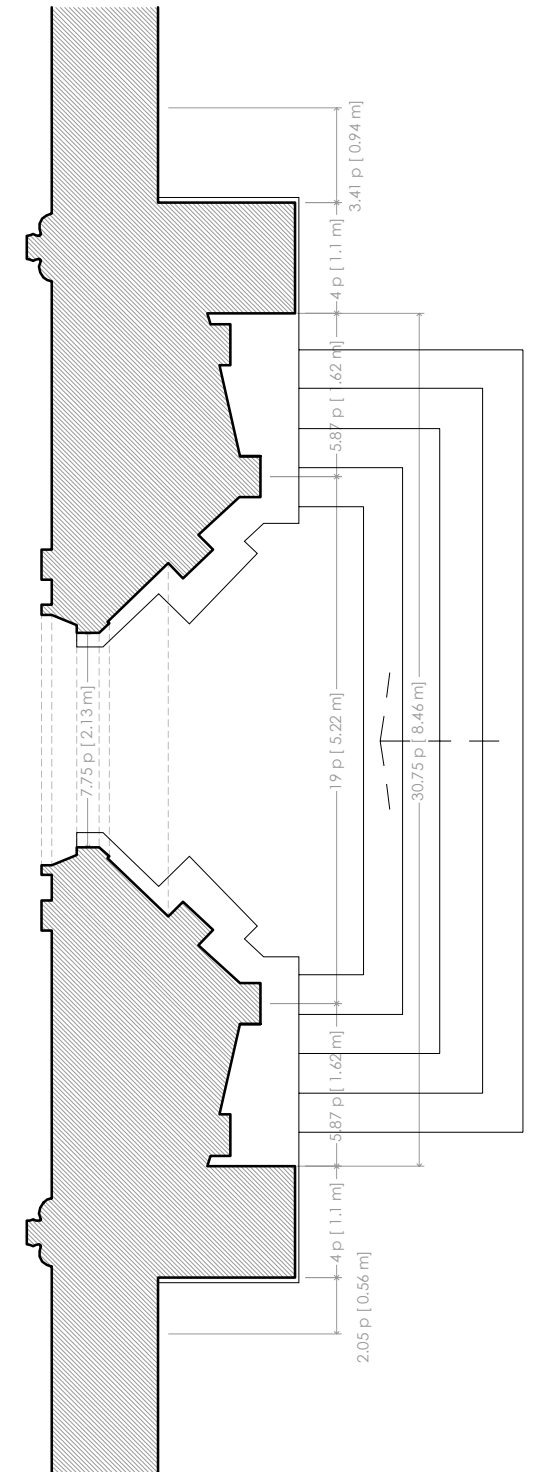 3.41 p [ 0.94 m]
4 p [ 1.1 m]
5.87 p [ 1.62 m]
7.75 p [ 2.13 m]
19 p [ 5.22 m]
30.75 p [ 8.46 m]
5.87 p [ 1.62 m]
4 p [ 1.1 m]
2.05 p [ 0.56 m]